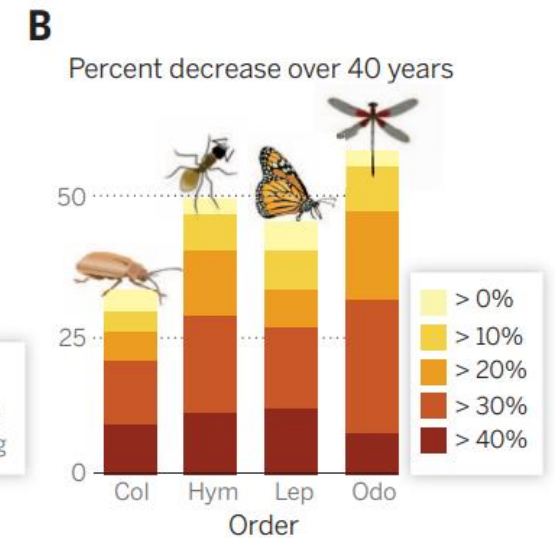 B
Percent decrease over 40 years
50
25
0
Col Hym Lep Odo
Order
> 0%
> 10%
> 20%
> 30%
> 40%
g